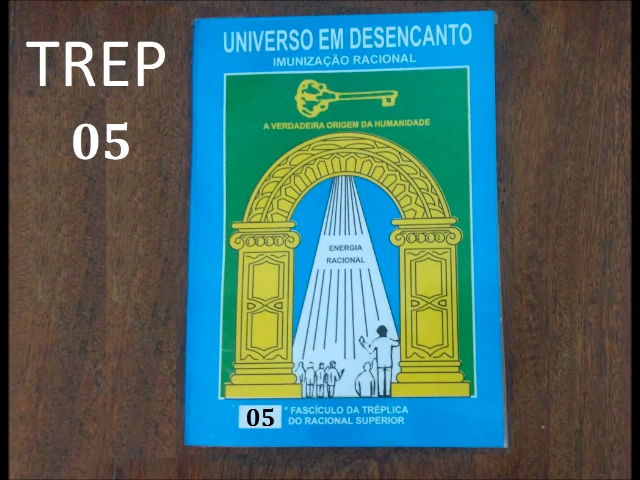 TREP
05
UNIVERSO EM DESENCANTO
IMUNIZAÇÃO RACIONAL
A VERDADEIRA ORIGEM DA HUMANIDADE
ENERGIA
RACIONAL
05 º FASCÍCULO DA TRÉPLICA
DO RACIONAL SUPERIOR